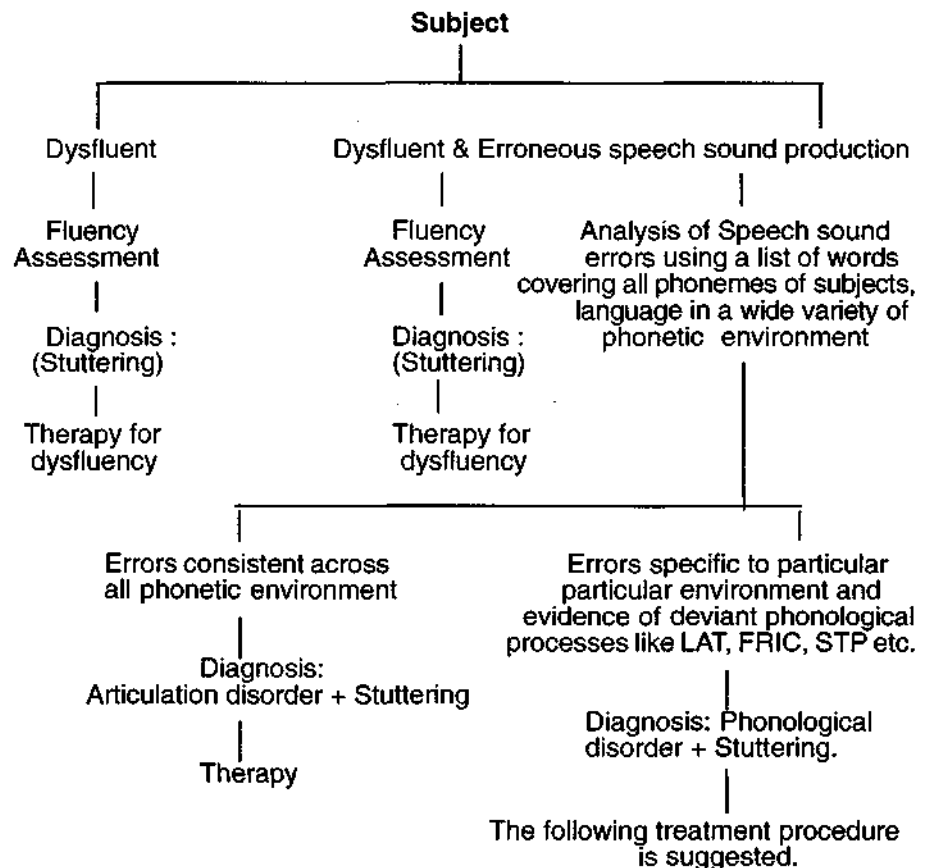 Subject
Dysfluent
Dysfluent & Erroneous speech sound production
Fluency
Assessment
Diagnosis :
(Stuttering)
Therapy for
dysfluency
Fluency
Assessment
Diagnosis :
(Stuttering)
Therapy for
dysfluency
Analysis of Speech sound
errors using a list of words
covering all phonemes of subjects,
language in a wide variety of
phonetic environment
Errors consistent across
all phonetic environment
Diagnosis:
Articulation disorder + Stuttering
Therapy
Errors specific to particular
particular environment and
evidence of deviant phonological
processes like LAT, FRIC, STP etc.
Diagnosis: Phonological
disorder + Stuttering.
The following treatment procedure
is suggested.